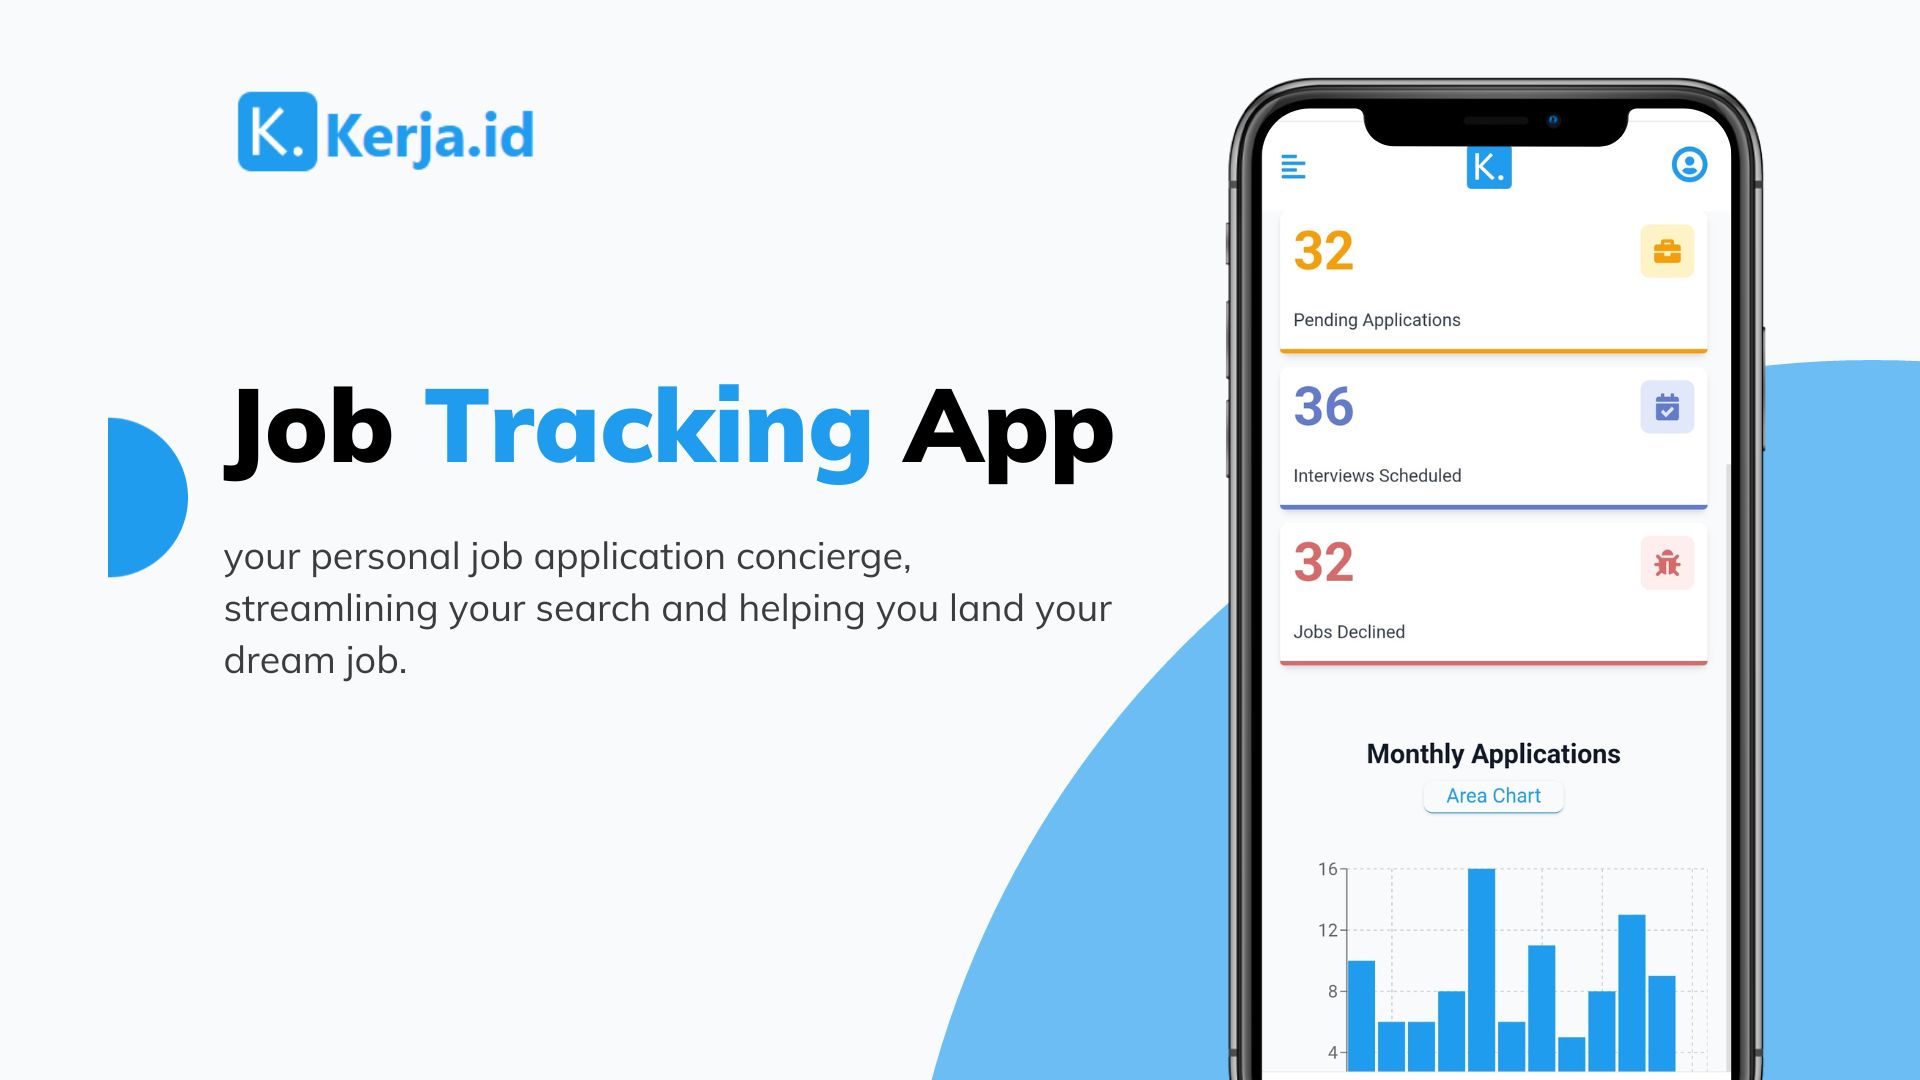 K. Kerja.id
Job Tracking App
your personal job application concierge,
streamlining your search and helping you land your
dream job.
K.
32
Pending Applications
36
Interviews Scheduled
32
Jobs Declined
Monthly Applications
Area Chart
16
12
8
4